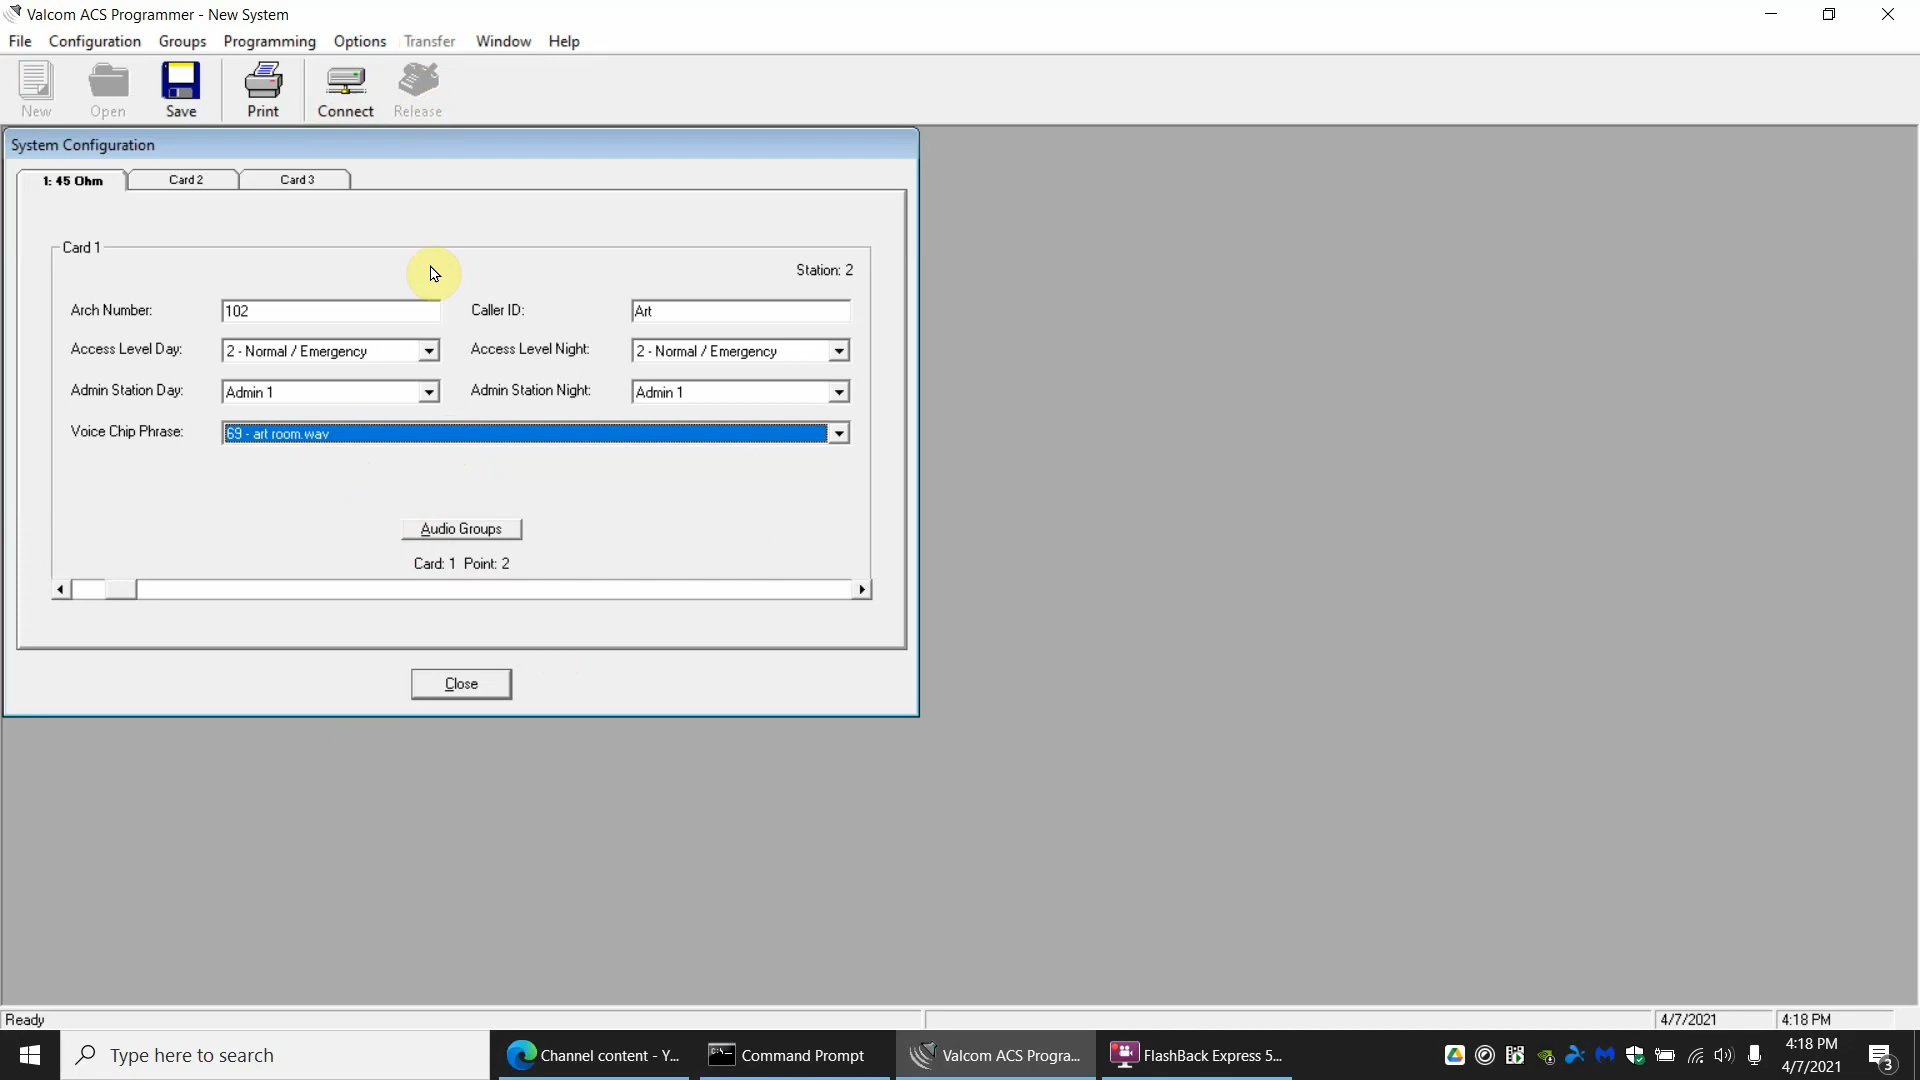 Valcom ACS Programmer - New System
File Configuration Groups Programming Options Transfer Window Help
New Open Save Print Connect Release
System Configuration
1: 45 Ohm Card 2 Card 3
Card 1
Station: 2
Arch Number: 102 Caller ID: Art
Access Level Day: 2 - Normal / Emergency Access Level Night: 2 - Normal / Emergency
Admin Station Day: Admin 1 Admin Station Night: Admin 1
Voice Chip Phrase: 69 - art room.wav
Audio Groups
Card: 1 Point: 2
Close
Ready 4/7/2021 4:18 PM
Type here to search Channel content - Y... Command Prompt Valcom ACS Progra... FlashBack Express 5... 4:18 PM
4/7/2021 3